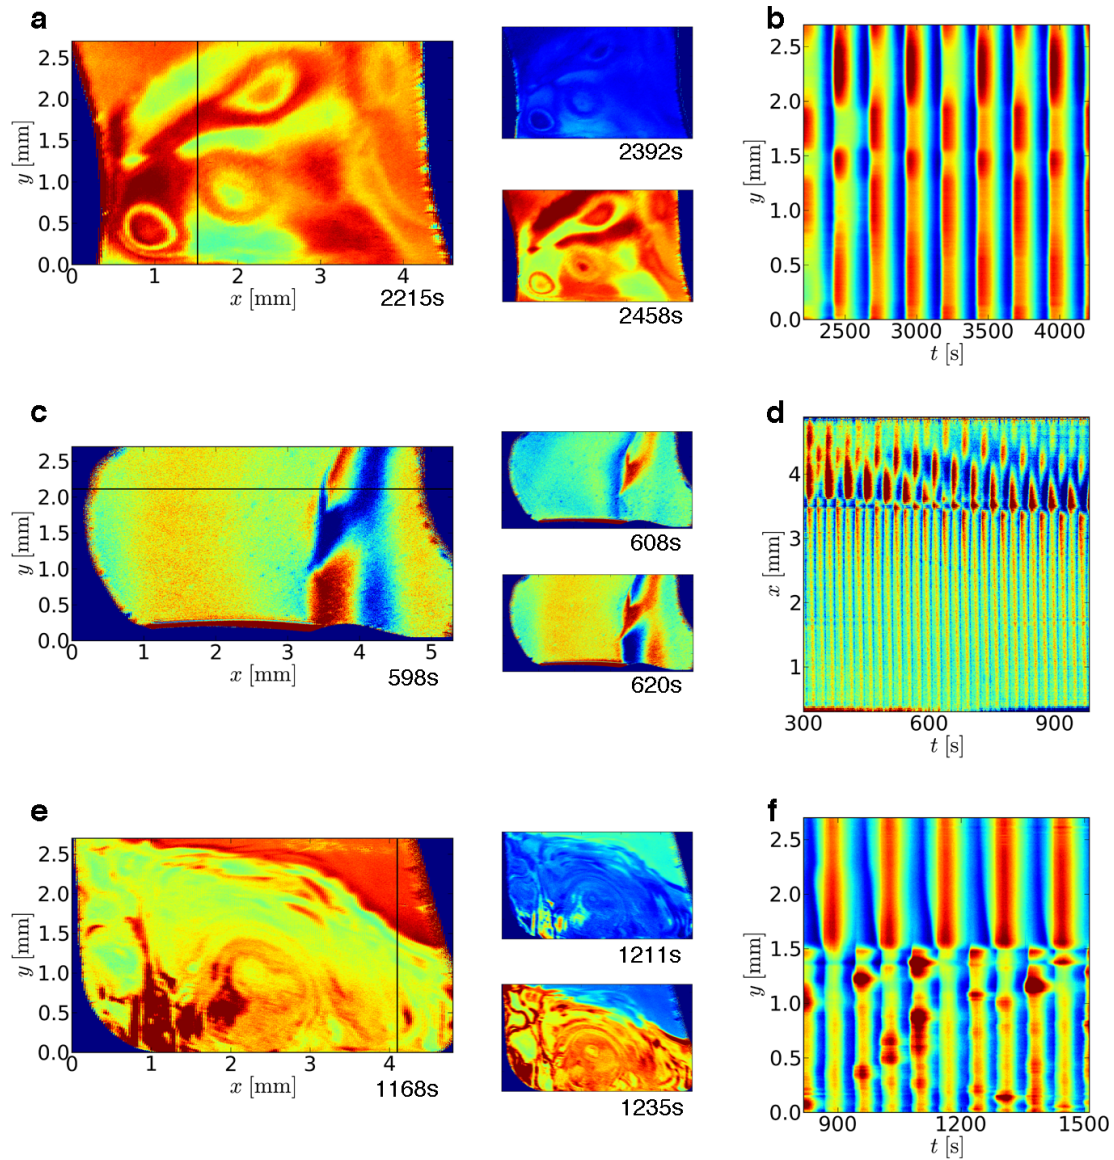 a
2.5
2.0
1.5
1.0
0.5
0.0
y [mm]
0 1 2 3 4
x [mm]
2215s
2392s
2458s
b
2.5
2.0
1.5
1.0
0.5
0.0
y [mm]
2500 3000 3500 4000
t [s]
c
2.5
2.0
1.5
1.0
0.5
0.0
y [mm]
0 1 2 3 4 5
x [mm]
598s
608s
620s
d
4
3
2
1
x [mm]
300 600 900
t [s]
e
2.5
2.0
1.5
1.0
0.5
0.0
y [mm]
0 1 2 3 4
x [mm]
1168s
1211s
1235s
f
2.5
2.0
1.5
1.0
0.5
0.0
y [mm]
900 1200 1500
t [s]